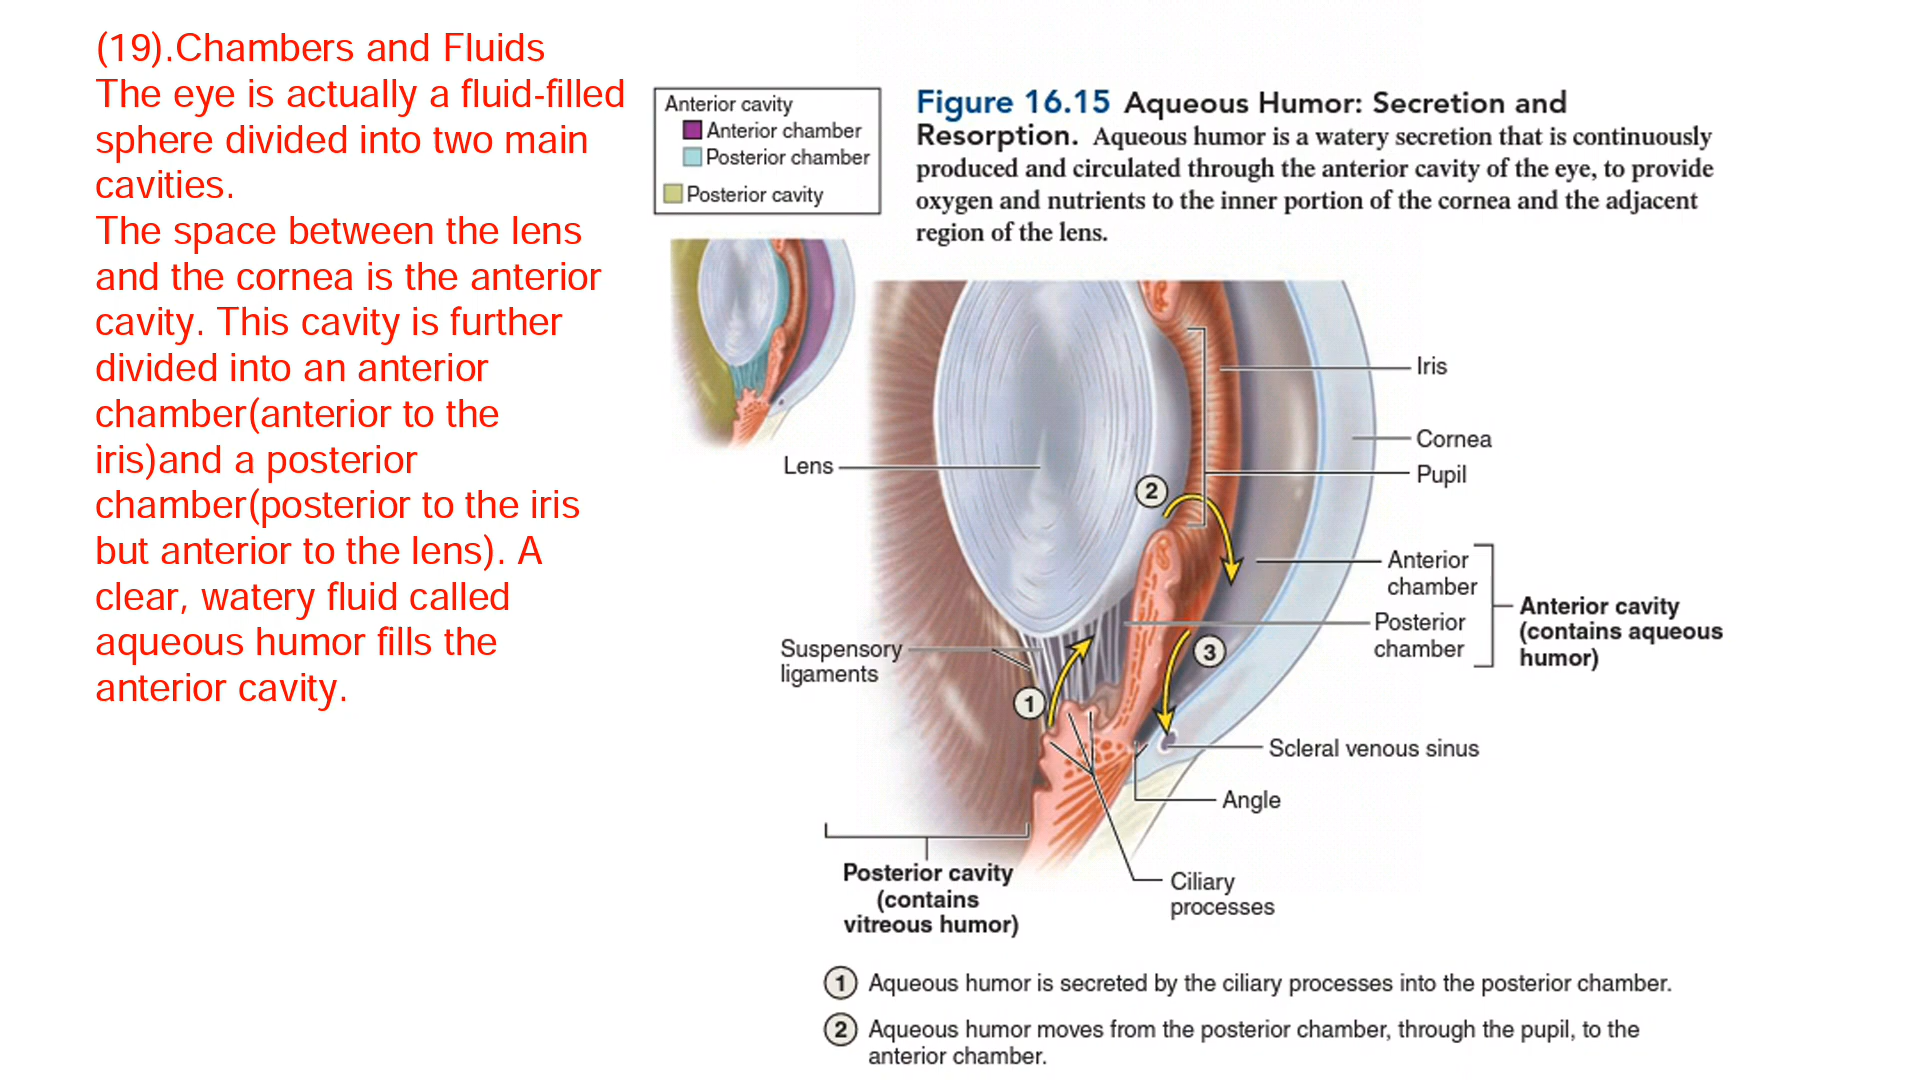 (19).Chambers and Fluids
The eye is actually a fluid-filled
sphere divided into two main
cavities.
The space between the lens
and the cornea is the anterior
cavity. This cavity is further
divided into an anterior
chamber(anterior to the
iris)and a posterior
chamber(posterior to the iris
but anterior to the lens). A
clear, watery fluid called
aqueous humor fills the
anterior cavity.
Anterior cavity
Anterior chamber
Posterior chamber
Posterior cavity
Figure 16.15 Aqueous Humor: Secretion and
Resorption. Aqueous humor is a watery secretion that is continuously
produced and circulated through the anterior cavity of the eye, to provide
oxygen and nutrients to the inner portion of the cornea and the adjacent
region of the lens.
Iris
Cornea
Lens
Pupil
2
Anterior
chamber
Anterior cavity
(contains aqueous
humor)
Posterior
chamber
Suspensory
ligaments
3
1
Scleral venous sinus
Angle
Posterior cavity
(contains
vitreous humor)
Ciliary
processes
1 Aqueous humor is secreted by the ciliary processes into the posterior chamber.
2 Aqueous humor moves from the posterior chamber, through the pupil, to the
anterior chamber.